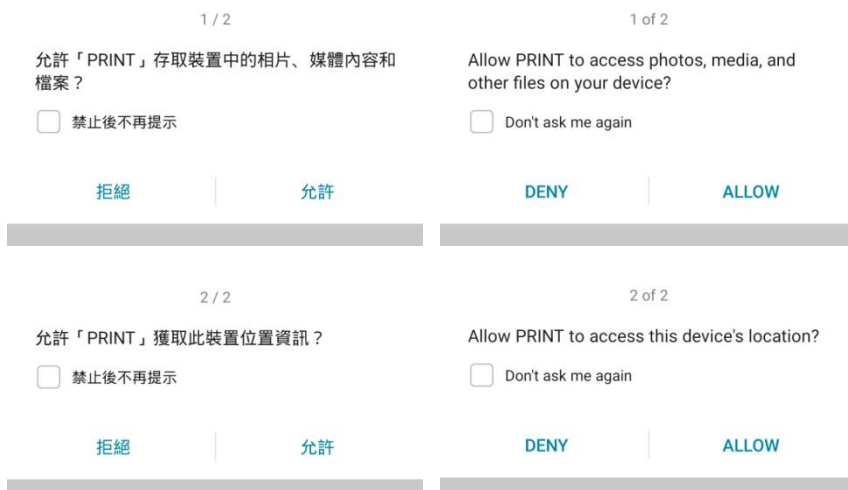 1 / 2
允許「PRINT」存取裝置中的相片、媒體內容和
檔案？
禁止後不再提示
拒絕
允許
1 of 2
Allow PRINT to access photos, media, and
other files on your device?
Don't ask me again
DENY
ALLOW
2 / 2
允許「PRINT」獲取此裝置位置資訊？
禁止後不再提示
拒絕
允許
2 of 2
Allow PRINT to access this device's location?
Don't ask me again
DENY
ALLOW